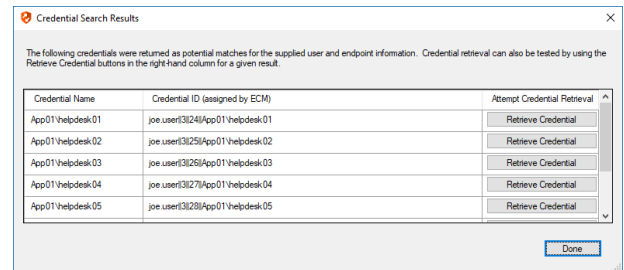 Credential Search Results
The following credentials were returned as potential matches for the supplied user and endpoint information. Credential retrieval can also be tested by using the
Retrieve Credential buttons in the right-hand column for a given result.
Credential Name Credential ID (assigned by ECM) Attempt Credential Retrieval
App01\helpdesk01 joe.user||3||24||App01\helpdesk01 Retrieve Credential
App01\helpdesk02 joe.user||3||25||App01\helpdesk02 Retrieve Credential
App01\helpdesk03 joe.user||3||26||App01\helpdesk03 Retrieve Credential
App01\helpdesk04 joe.user||3||27||App01\helpdesk04 Retrieve Credential
App01\helpdesk05 joe.user||3||28||App01\helpdesk05 Retrieve Credential
Done